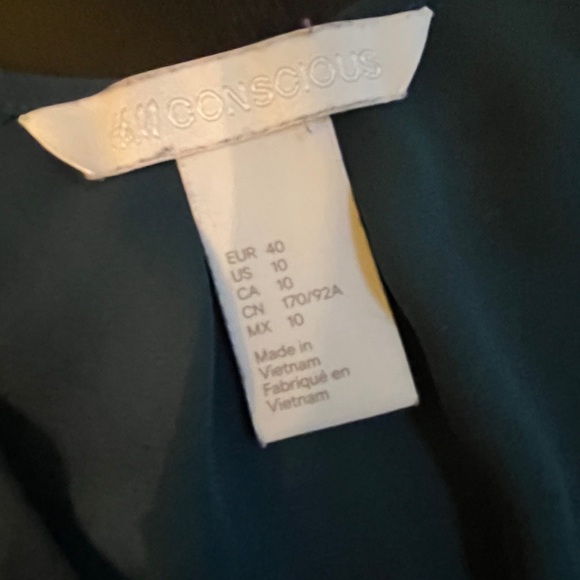 H&M CONSCIOUS
EUR 40
US 10
CA 10
CN 170/92A
MX 10
Made in
Vietnam
Fabriqué en
Vietnam